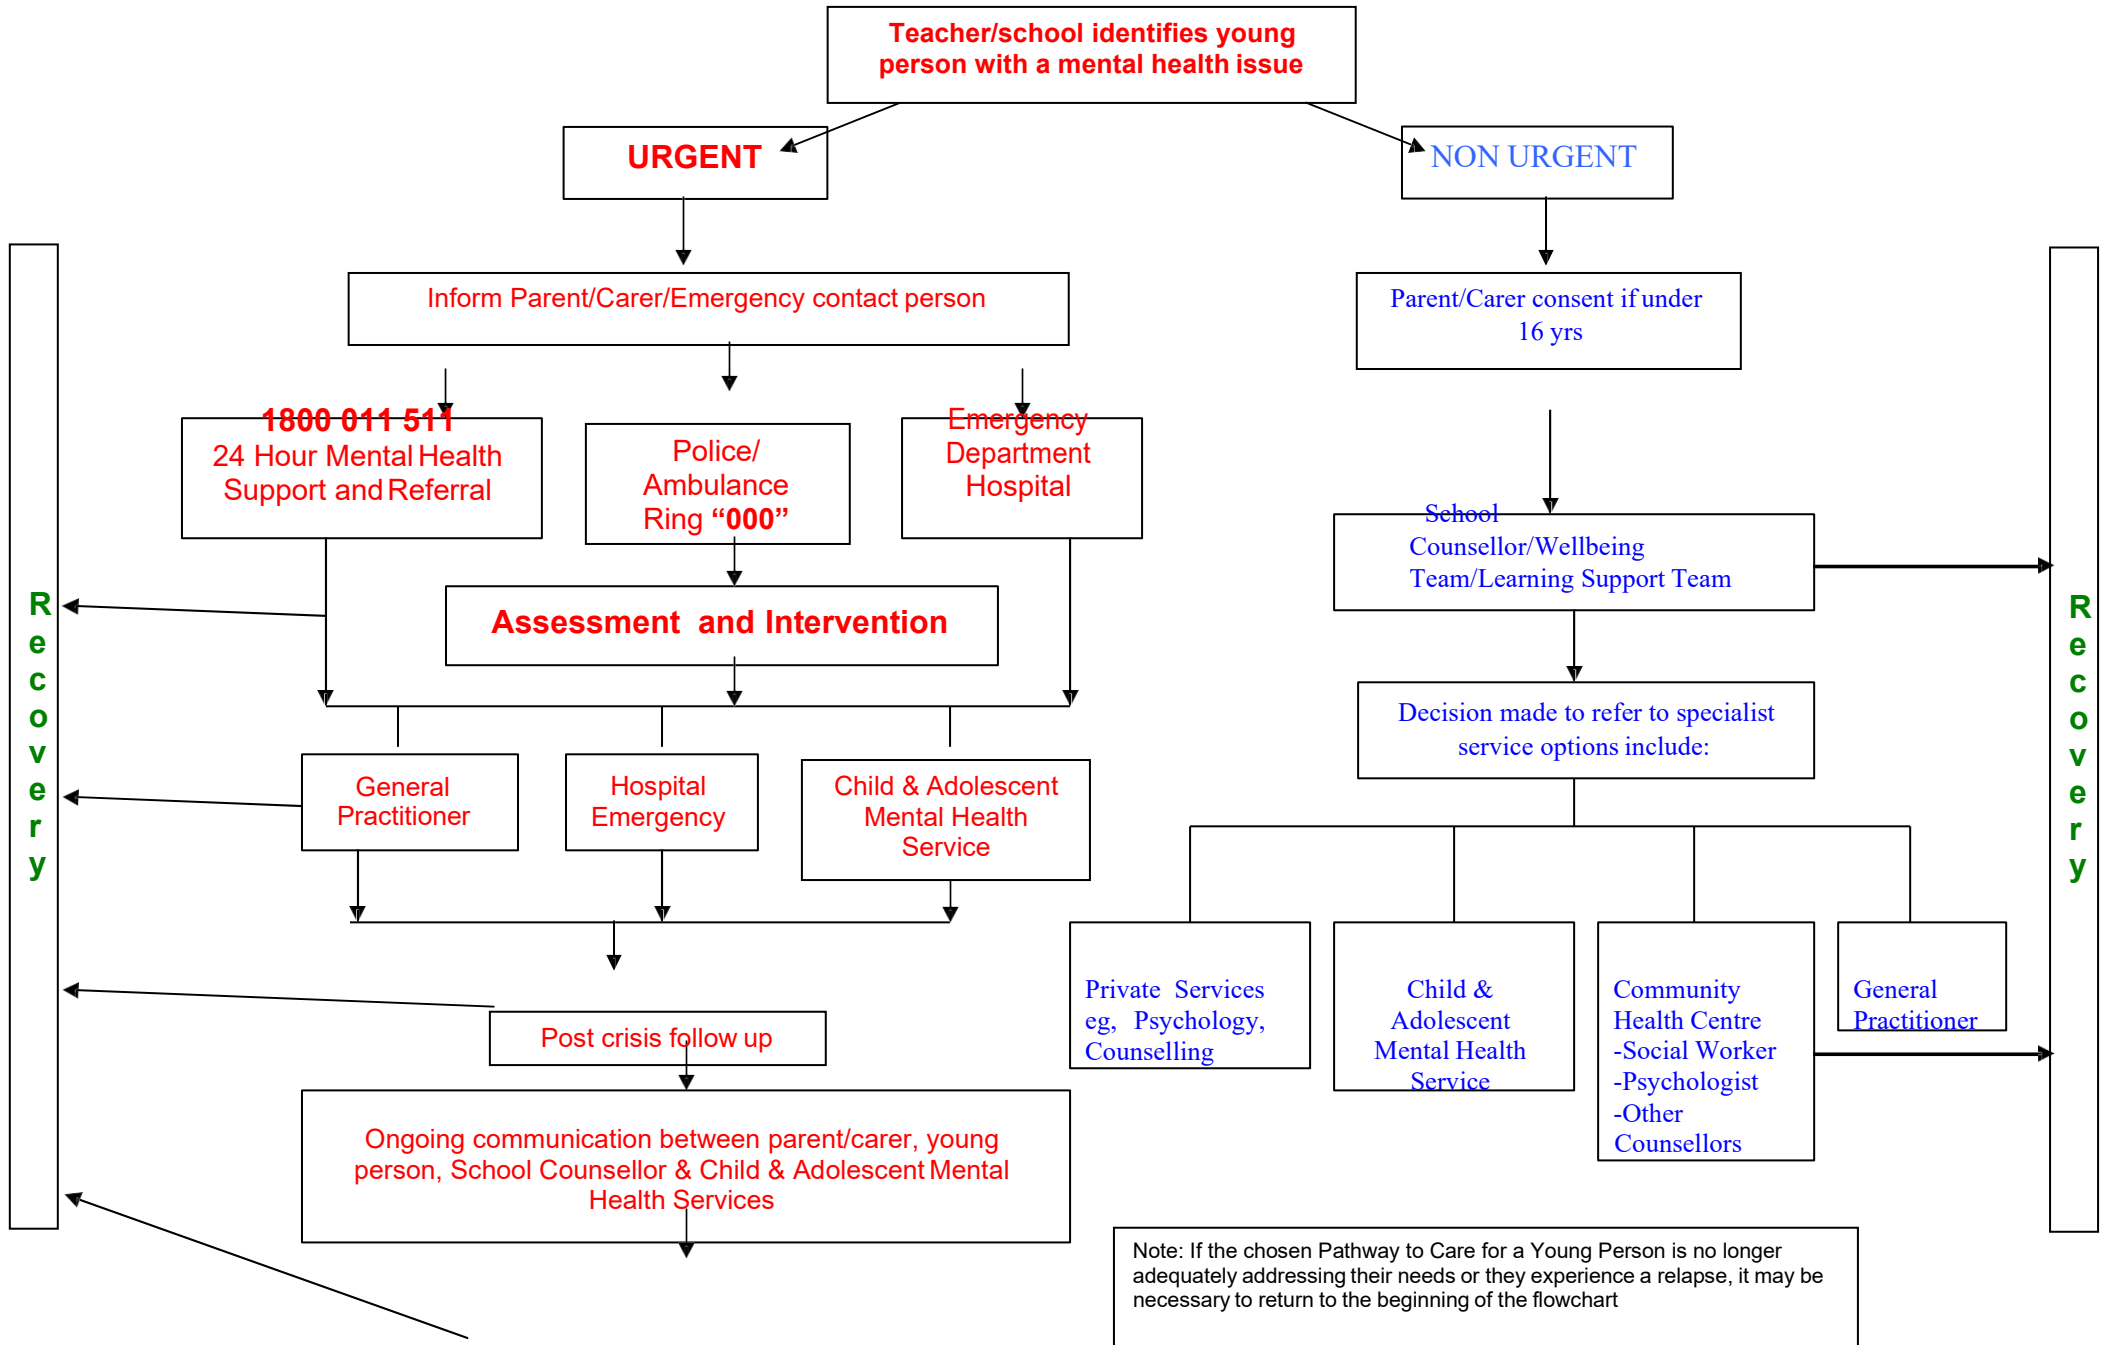 Teacher/school identifies young
person with a mental health issue
URGENT
NON URGENT
Inform Parent/Carer/Emergency contact person
Parent/Carer consent if under
16 yrs
1800 011 511
24 Hour Mental Health
Support and Referral
Police/
Ambulance
Ring “000”
Emergency
Department
Hospital
School
Counsellor/Wellbeing
Team/Learning Support Team
Assessment and Intervention
R
e
c
o
v
e
r
y
R
e
c
o
v
e
r
y
Decision made to refer to specialist
service options include:
General
Practitioner
Hospital
Emergency
Child & Adolescent
Mental Health
Service
Private Services
eg, Psychology,
Counselling
Child &
Adolescent
Mental Health
Service
Community
Health Centre
-Social Worker
-Psychologist
-Other
Counsellors
General
Practitioner
Post crisis follow up
Ongoing communication between parent/carer, young
person, School Counsellor & Child & Adolescent Mental
Health Services
Note: If the chosen Pathway to Care for a Young Person is no longer
adequately addressing their needs or they experience a relapse, it may be
necessary to return to the beginning of the flowchart